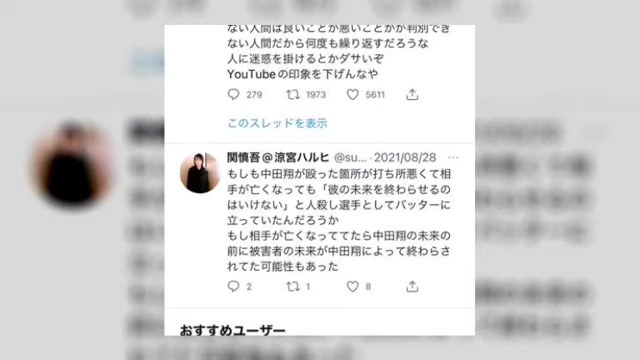 ない人間は良いことか悪いことかが判別でき
ない人間だから何度も繰り返すだろうな
人に迷惑を掛けるとかダサいぞ
YouTubeの印象を下げんなや
279 1973 5611
このスレッドを表示
関慎吾@涼宮ハルヒ @su... · 2021/08/28 ···
もしも中田翔が殴った箇所が打ち所悪くて相
手が亡くなっても「彼の未来を終わらせるの
はいけない」と人殺し選手としてバッターに
立っていたんだろうか
もし相手が亡くなっててたら中田翔の未来の
前に被害者の未来が中田翔によって終わらさ
れてた可能性もあった
2 1 8
おすすめユーザー